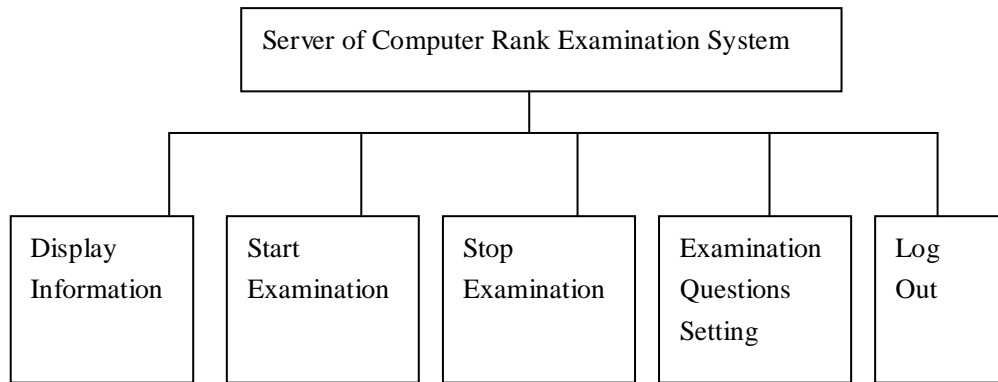 Server of Computer Rank Examination System
Display
Information
Start
Examination
Stop
Examination
Examination
Questions
Setting
Log
Out